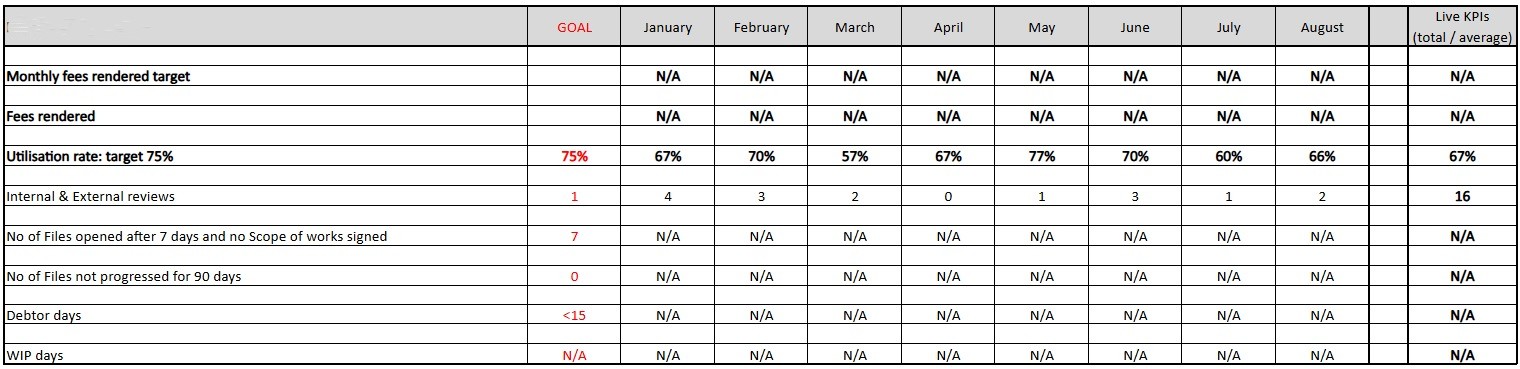 GOAL January February March April May June July August Live KPIs
(total / average)
Monthly fees rendered target N/A N/A N/A N/A N/A N/A N/A N/A N/A
Fees rendered N/A N/A N/A N/A N/A N/A N/A N/A N/A
Utilisation rate: target 75% 75% 67% 70% 57% 67% 77% 70% 60% 66% 67%
Internal & External reviews 1 4 3 2 0 1 3 1 2 16
No of Files opened after 7 days and no Scope of works signed 7 N/A N/A N/A N/A N/A N/A N/A N/A N/A
No of Files not progressed for 90 days 0 N/A N/A N/A N/A N/A N/A N/A N/A N/A
Debtor days <15 N/A N/A N/A N/A N/A N/A N/A N/A N/A
WIP days N/A N/A N/A N/A N/A N/A N/A N/A N/A N/A